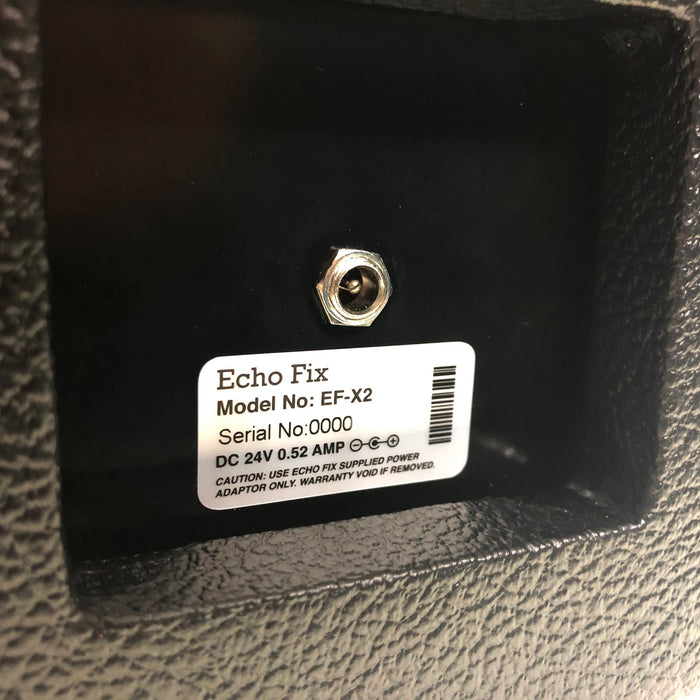 Echo Fix
Model No: EF-X2
Serial No:0000
DC 24V 0.52 AMP
CAUTION: USE ECHO FIX SUPPLIED POWER
ADAPTOR ONLY. WARRANTY VOID IF REMOVED.